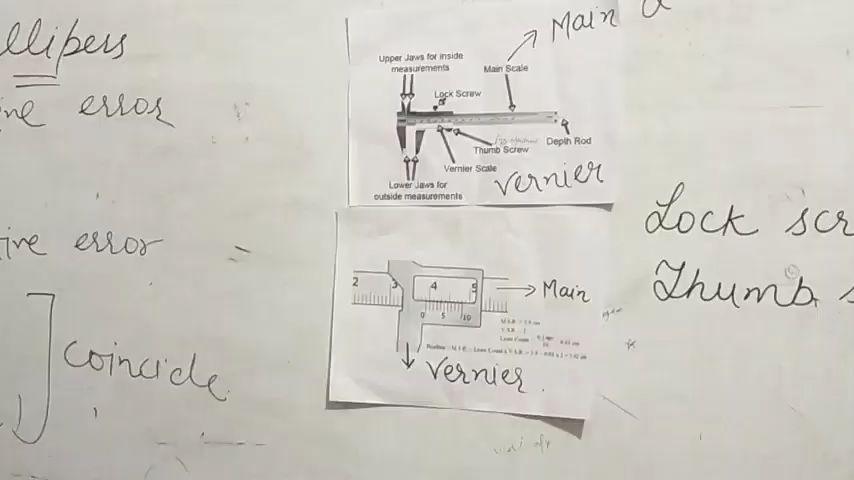 llipers
ne error
ive error
coincide
Main
Upper Jaws for inside
measurements
Main Scale
Lock Screw
Depth Rod
Thumb Screw
Vernier Scale
Vernier
Lower Jaws for
outside measurements
2 3 4 5
0 5 10
Main
Vernier.
Lock scr
Thumb s